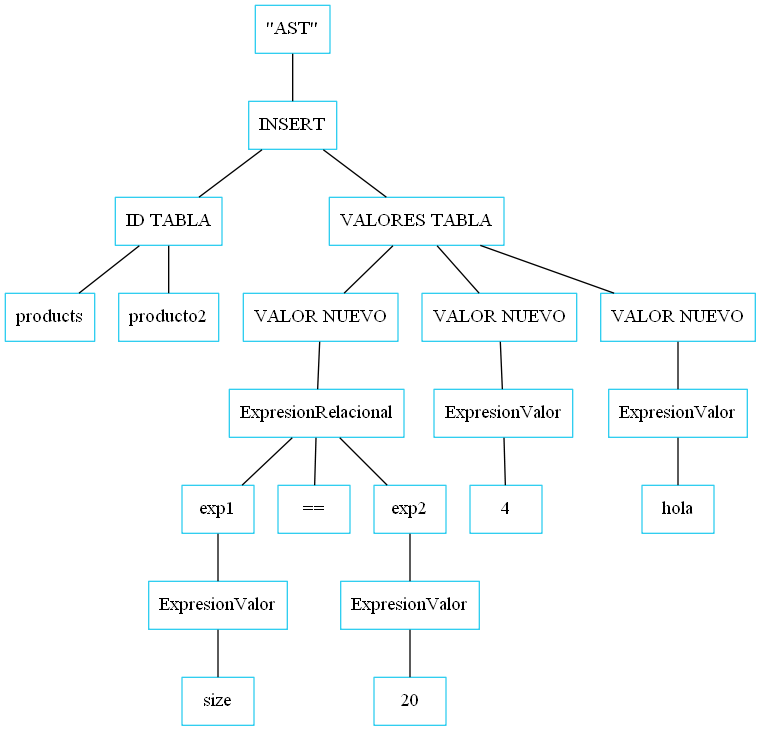 "AST"
INSERT
ID TABLA
VALORES TABLA
products
producto2
VALOR NUEVO
VALOR NUEVO
VALOR NUEVO
ExpresionRelacional
ExpresionValor
ExpresionValor
exp1
==
exp2
4
hola
ExpresionValor
ExpresionValor
size
20